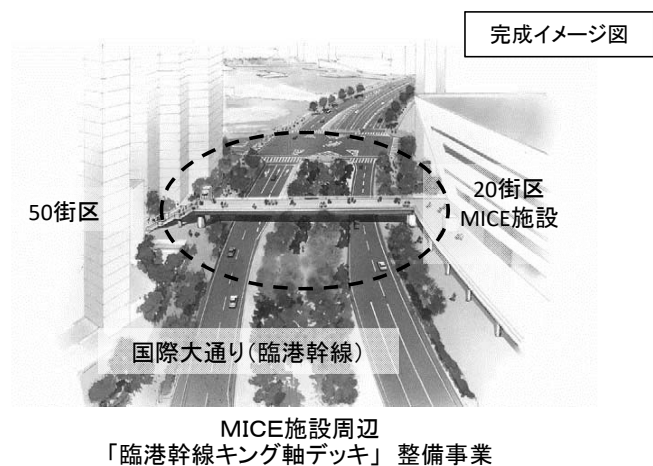 完成イメージ図
50街区
20街区
MICE施設
国際大通り(臨港幹線)
MICE施設周辺
「臨港幹線キング軸デッキ」 整備事業